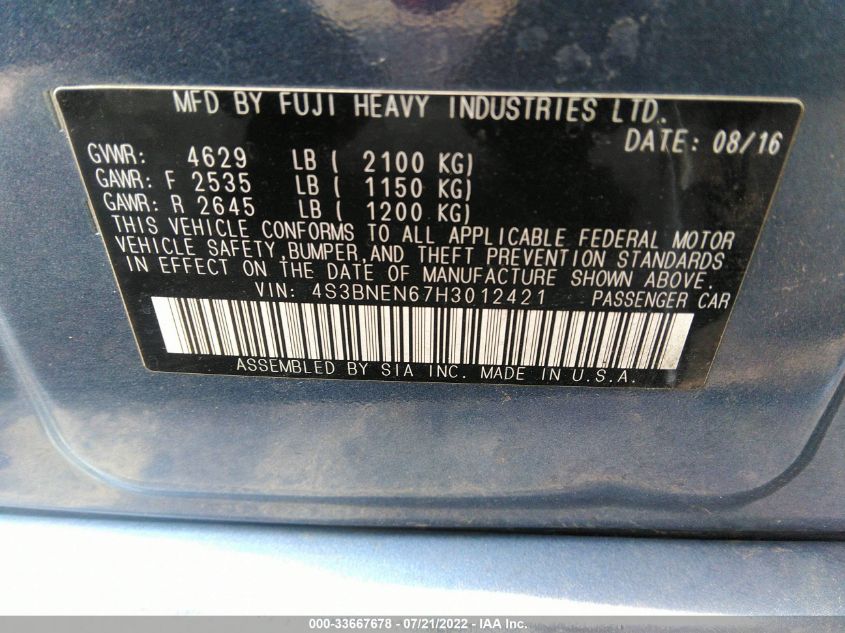 MFD BY FUJI HEAVY INDUSTRIES LTD.
DATE: 08/16
GVWR: 4629 LB ( 2100 KG)
GAWR: F 2535 LB ( 1150 KG)
GAWR: R 2645 LB ( 1200 KG)
THIS VEHICLE CONFORMS TO ALL APPLICABLE FEDERAL MOTOR
VEHICLE SAFETY,BUMPER,AND THEFT PREVENTION STANDARDS
IN EFFECT ON THE DATE OF MANUFACTURE SHOWN ABOVE.
VIN: 4S3BNEN67H3012421 PASSENGER CAR
ASSEMBLED BY SIA INC. MADE IN U.S.A.
000-33667678 - 07/21/2022 - IAA Inc.